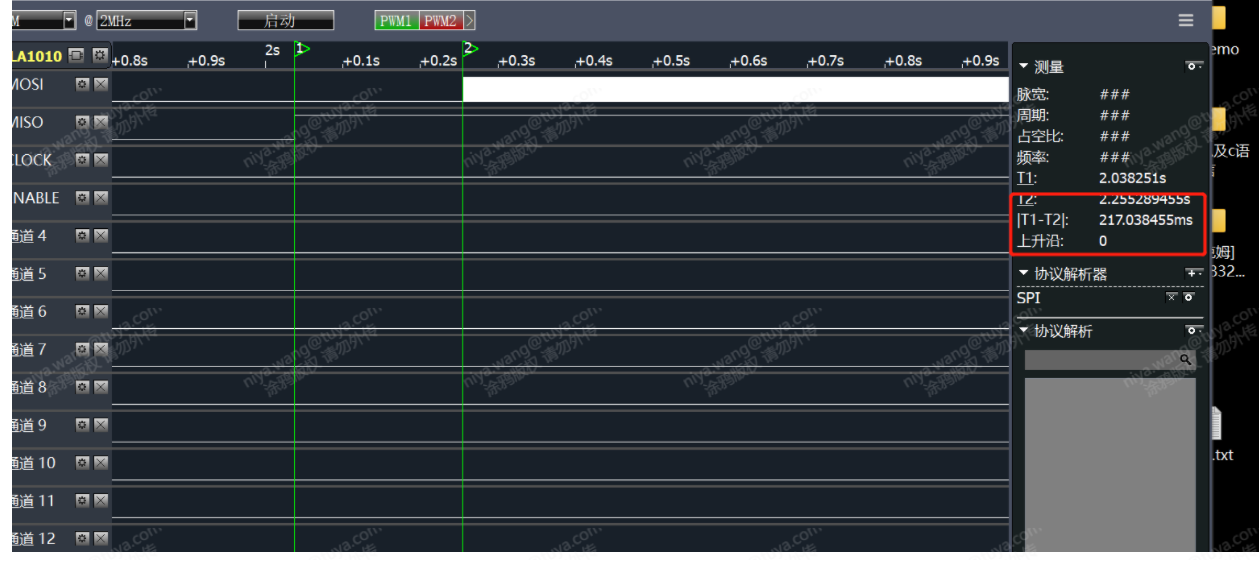 M @ 2MHz 启动 PWM1 PWM2
LA1010
+0.8s +0.9s 2s 1 +0.1s +0.2s 2 +0.3s +0.4s +0.5s +0.6s +0.7s +0.8s +0.9s
MOSI
MISO
CLOCK
NABLE
通道 4
通道 5
通道 6
通道 7
通道 8
通道 9
通道 10
通道 11
通道 12
测量
脉宽: ###
周期: ###
占空比: ###
频率: ###
T1: 2.038251s
T2: 2.255289455s
|T1-T2|: 217.038455ms
上升沿: 0
协议解析器
SPI
协议解析
emo
及c语
姆]
332...
.txt
niya.wang@tuya.com
涂鸦版权 请勿外传